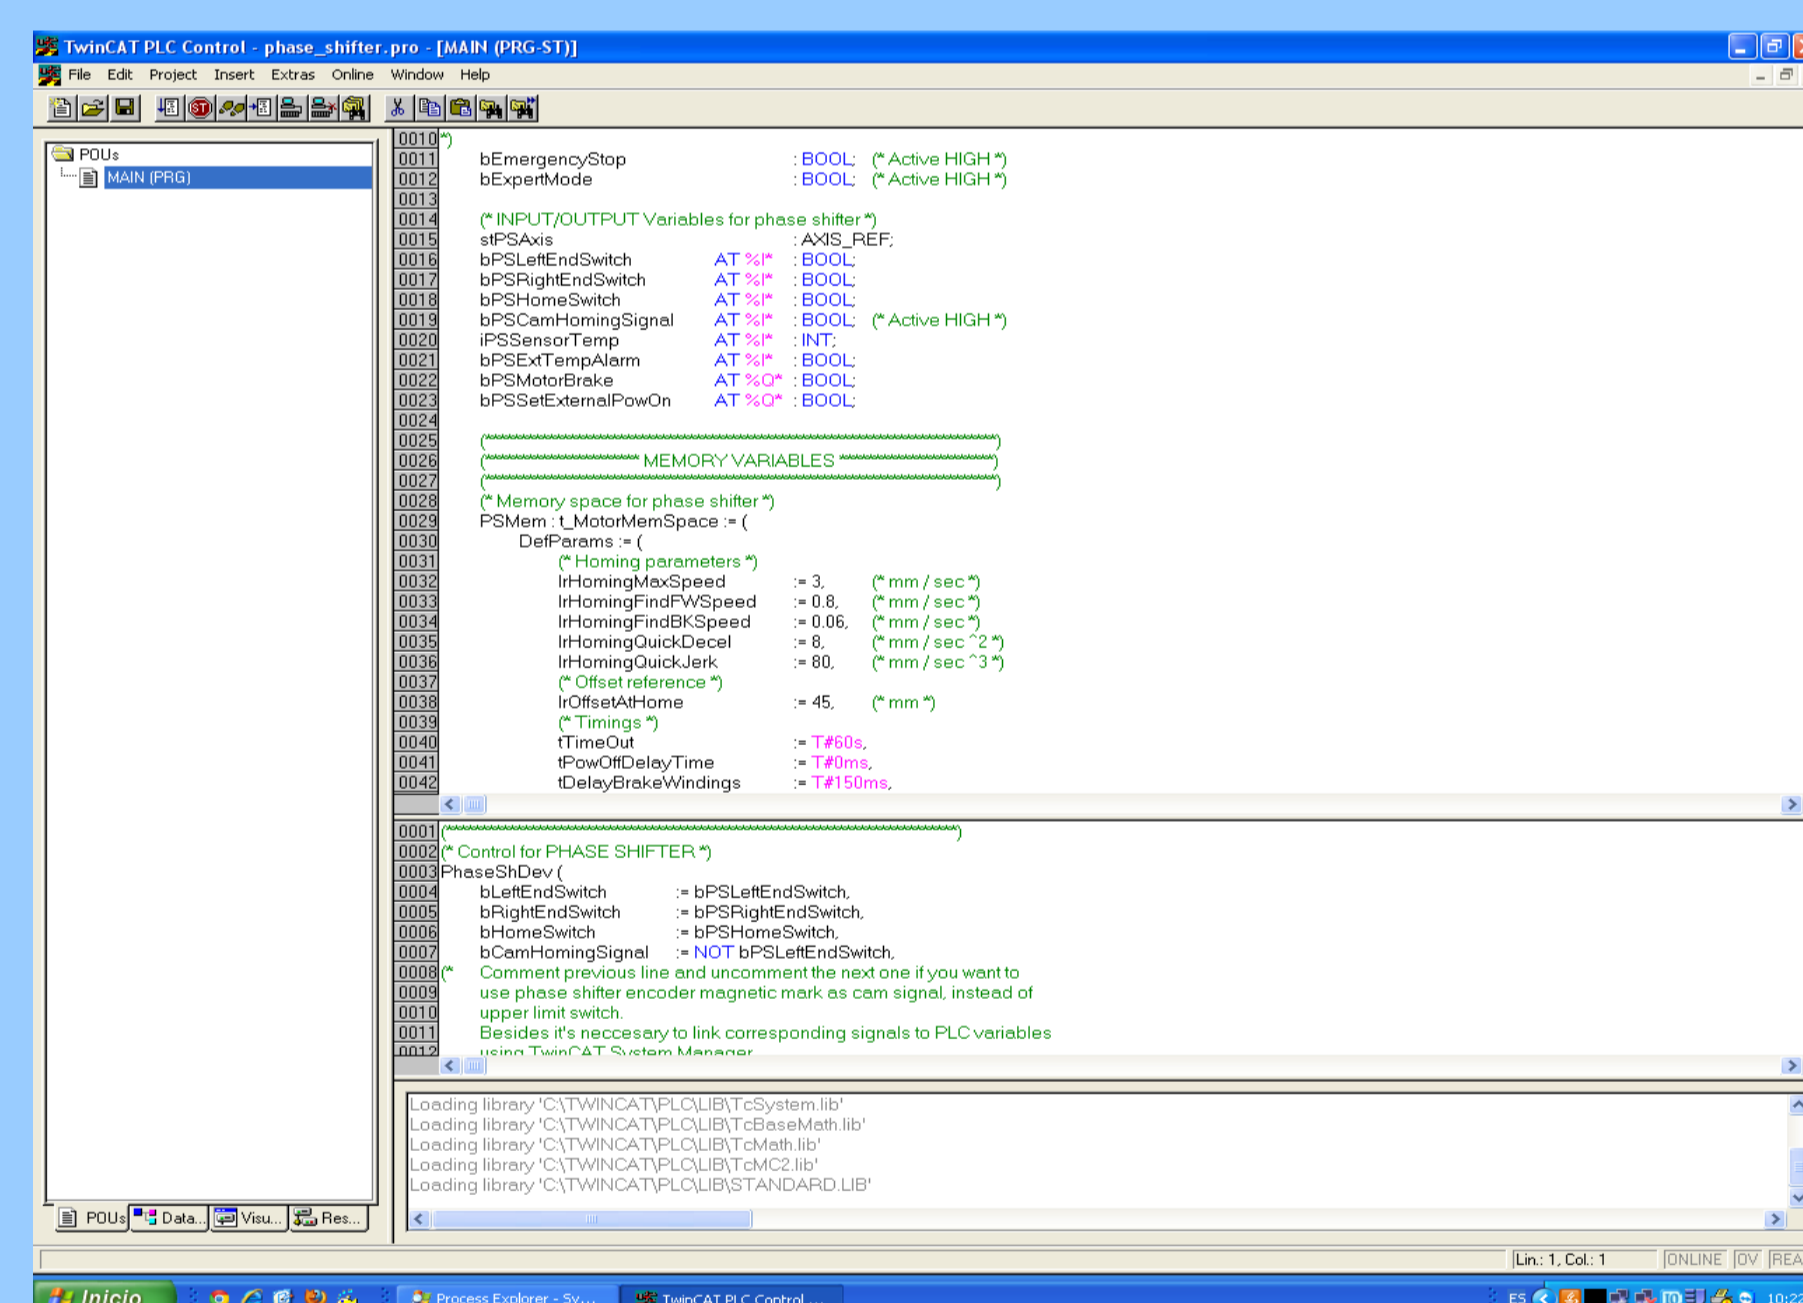 TwinCAT PLC Control - phase_shifter.pro - [MAIN (PRG-ST)]
File Edit Project Insert Extras Online Window Help
POUs
MAIN (PRG)
0010 *)
0011 bEmergencyStop : BOOL; (* Active HIGH *)
0012 bExpertMode : BOOL; (* Active HIGH *)
0013
0014 (* INPUT/OUTPUT Variables for phase shifter *)
0015 stPSAxis : AXIS_REF;
0016 bPSLeftEndSwitch AT %I* : BOOL;
0017 bPSRightEndSwitch AT %I* : BOOL;
0018 bPSHomeSwitch AT %I* : BOOL;
0019 bPSCamHomingSignal AT %I* : BOOL; (* Active HIGH *)
0020 iPSSensorTemp AT %I* : INT;
0021 bPSExtTempAlarm AT %I* : BOOL;
0022 bPSMotorBrake AT %Q* : BOOL;
0023 bPSSetExternalPowOn AT %Q* : BOOL;
0024
0025
0026 MEMORY VARIABLES
0027
0028 (* Memory space for phase shifter *)
0029 PSMem : t_MotorMemSpace := (
0030 DefParams := (
0031 (* Homing parameters *)
0032 lrHomingMaxSpeed := 3, (* mm / sec *)
0033 lrHomingFindFWSpeed := 0.8, (* mm / sec *)
0034 lrHomingFindBKSpeed := 0.06, (* mm / sec *)
0035 lrHomingQuickDecel := 8, (* mm / sec ^2 *)
0036 lrHomingQuickJerk := 80, (* mm / sec ^3 *)
0037 (* Offset reference *)
0038 lrOffsetAtHome := 45, (* mm *)
0039 (* Timings *)
0040 tTimeOut := T#60s,
0041 tPowOffDelayTime := T#0ms,
0042 tDelayBrakeWindings := T#150ms,
0001
0002 (* Control for PHASE SHIFTER *)
0003 PhaseShDev (
0004 bLeftEndSwitch := bPSLeftEndSwitch,
0005 bRightEndSwitch := bPSRightEndSwitch,
0006 bHomeSwitch := bPSHomeSwitch,
0007 bCamHomingSignal := NOT bPSLeftEndSwitch,
0008 (* Comment previous line and uncomment the next one if you want to
0009 use phase shifter encoder magnetic mark as cam signal, instead of
0010 upper limit switch.
0011 Besides it's neccesary to link corresponding signals to PLC variables
0012 using TwinCAT System Manager
Loading library 'C:\TWINCAT\PLC\LIB\TcSystem.lib'
Loading library 'C:\TWINCAT\PLC\LIB\TcBaseMath.lib'
Loading library 'C:\TWINCAT\PLC\LIB\TcMath.lib'
Loading library 'C:\TWINCAT\PLC\LIB\TcMC2.lib'
Loading library 'C:\TWINCAT\PLC\LIB\STANDARD.LIB'
POUs Data... Visu... Res...
Lin.: 1, Col.: 1 ONLINE OV REA
Inicio Process Explorer - Sy... TwinCAT PLC Control ... ES 10:22